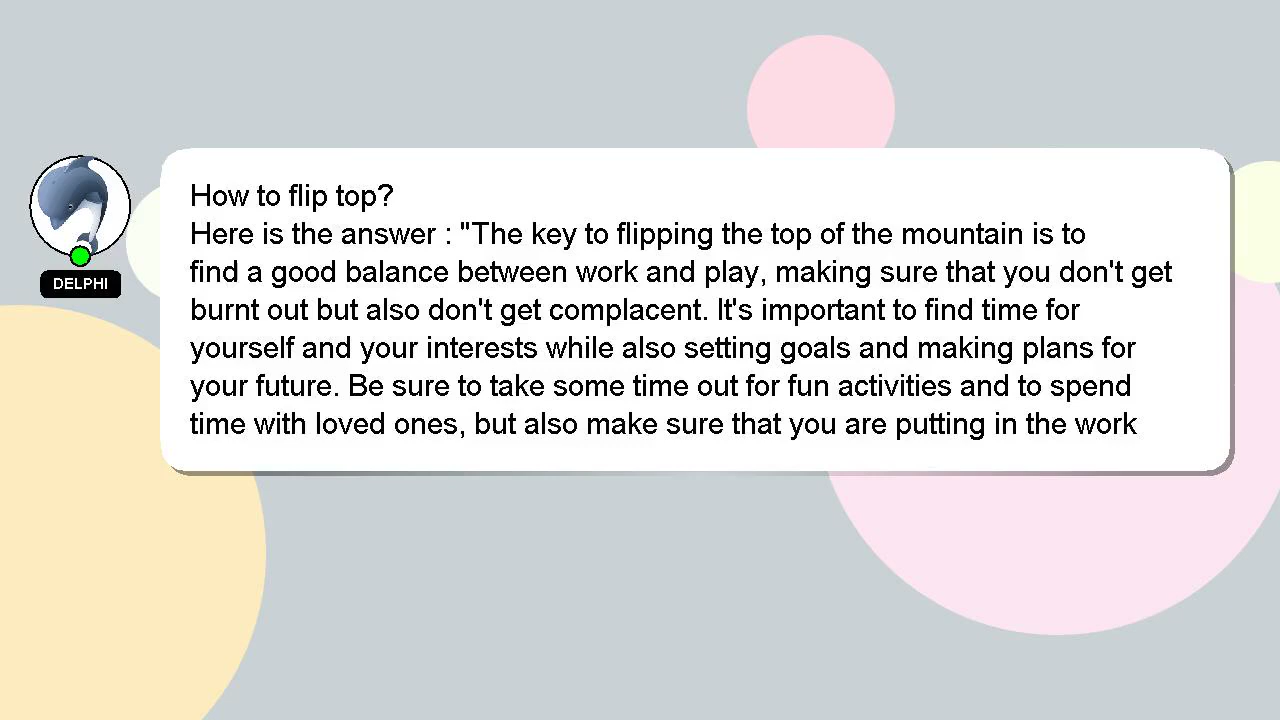 How to flip top?
Here is the answer : "The key to flipping the top of the mountain is to
find a good balance between work and play, making sure that you don't get
burnt out but also don't get complacent. It's important to find time for
yourself and your interests while also setting goals and making plans for
your future. Be sure to take some time out for fun activities and to spend
time with loved ones, but also make sure that you are putting in the work
DELPHI